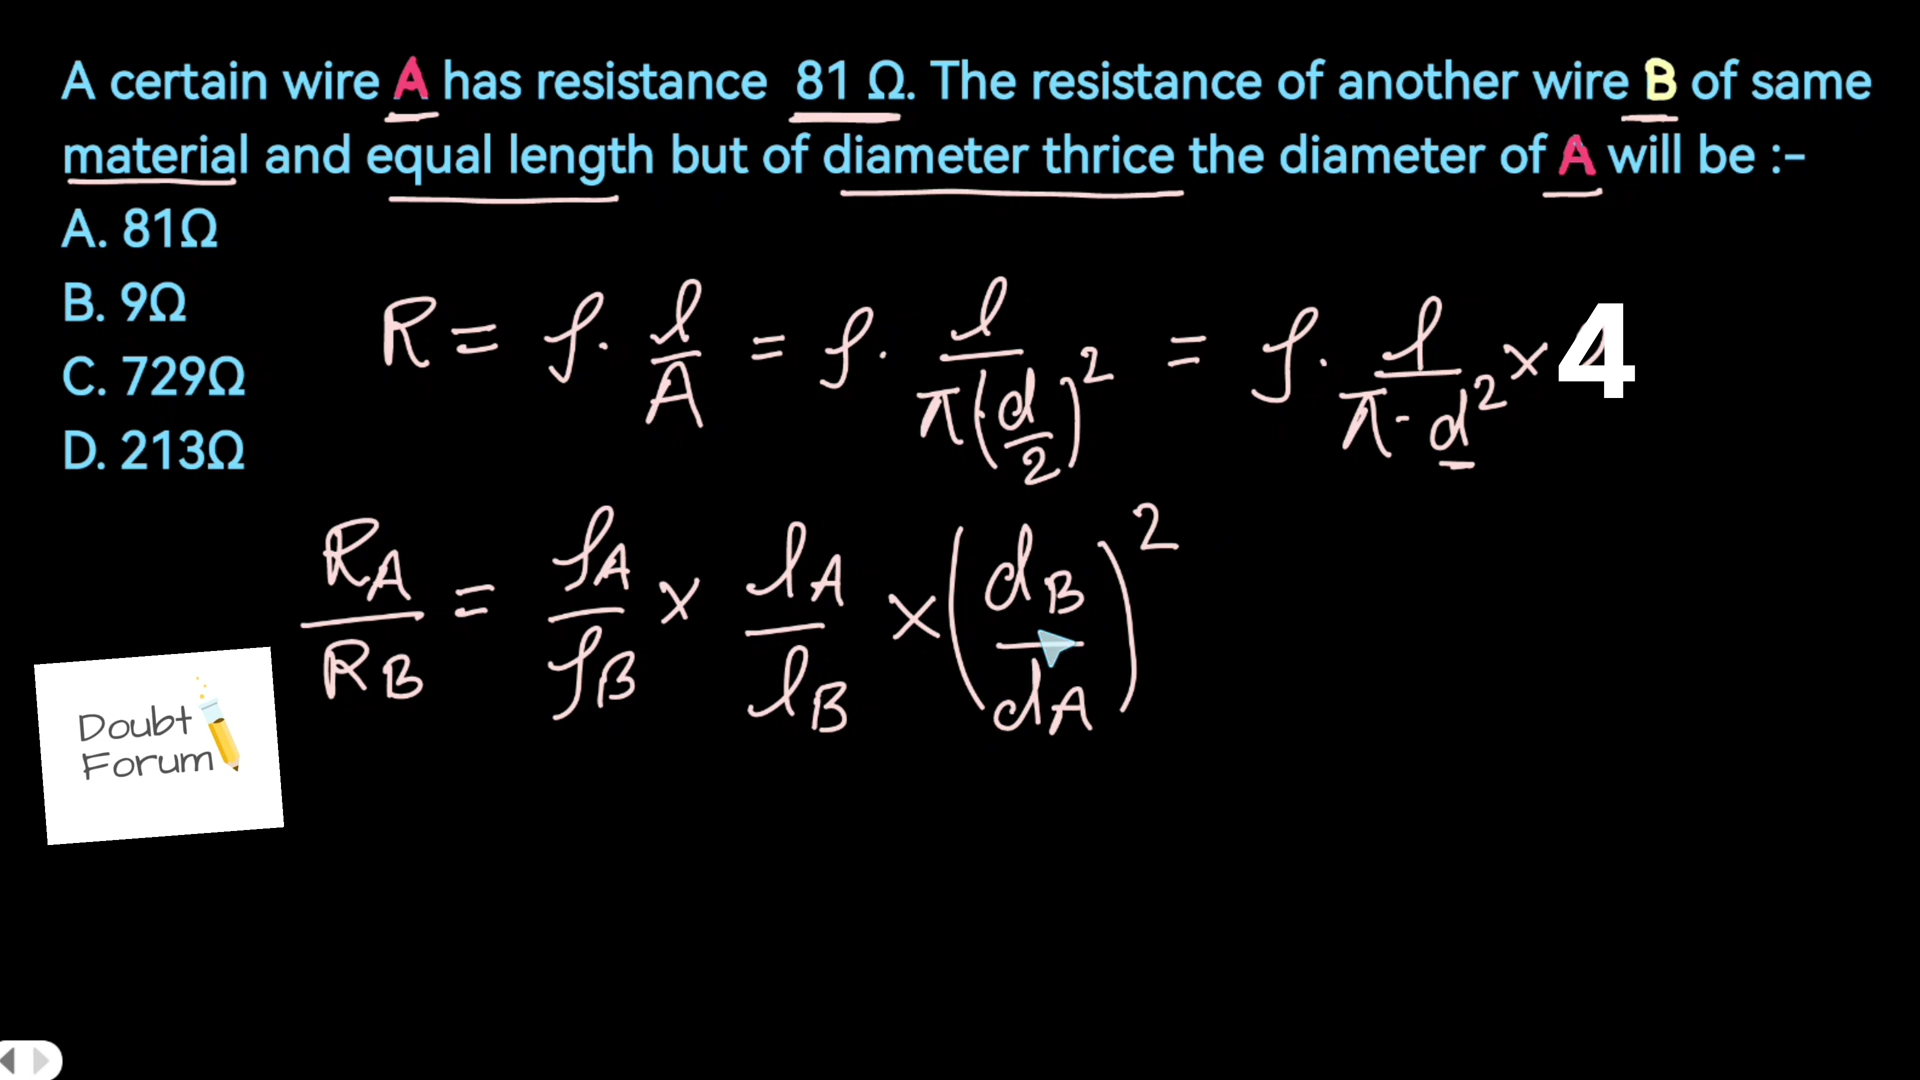 A certain wire A has resistance 81 Ω. The resistance of another wire B of same
material and equal length but of diameter thrice the diameter of A will be :-
A. 81Ω
B. 9Ω
C. 729Ω
D. 213Ω
R = ρ. l/A = ρ. l/π(d/2)² = ρ. l/π·d² × 4
RA/RB = ρA/ρB × lA/lB × (dB/dA)²
Doubt
Forum